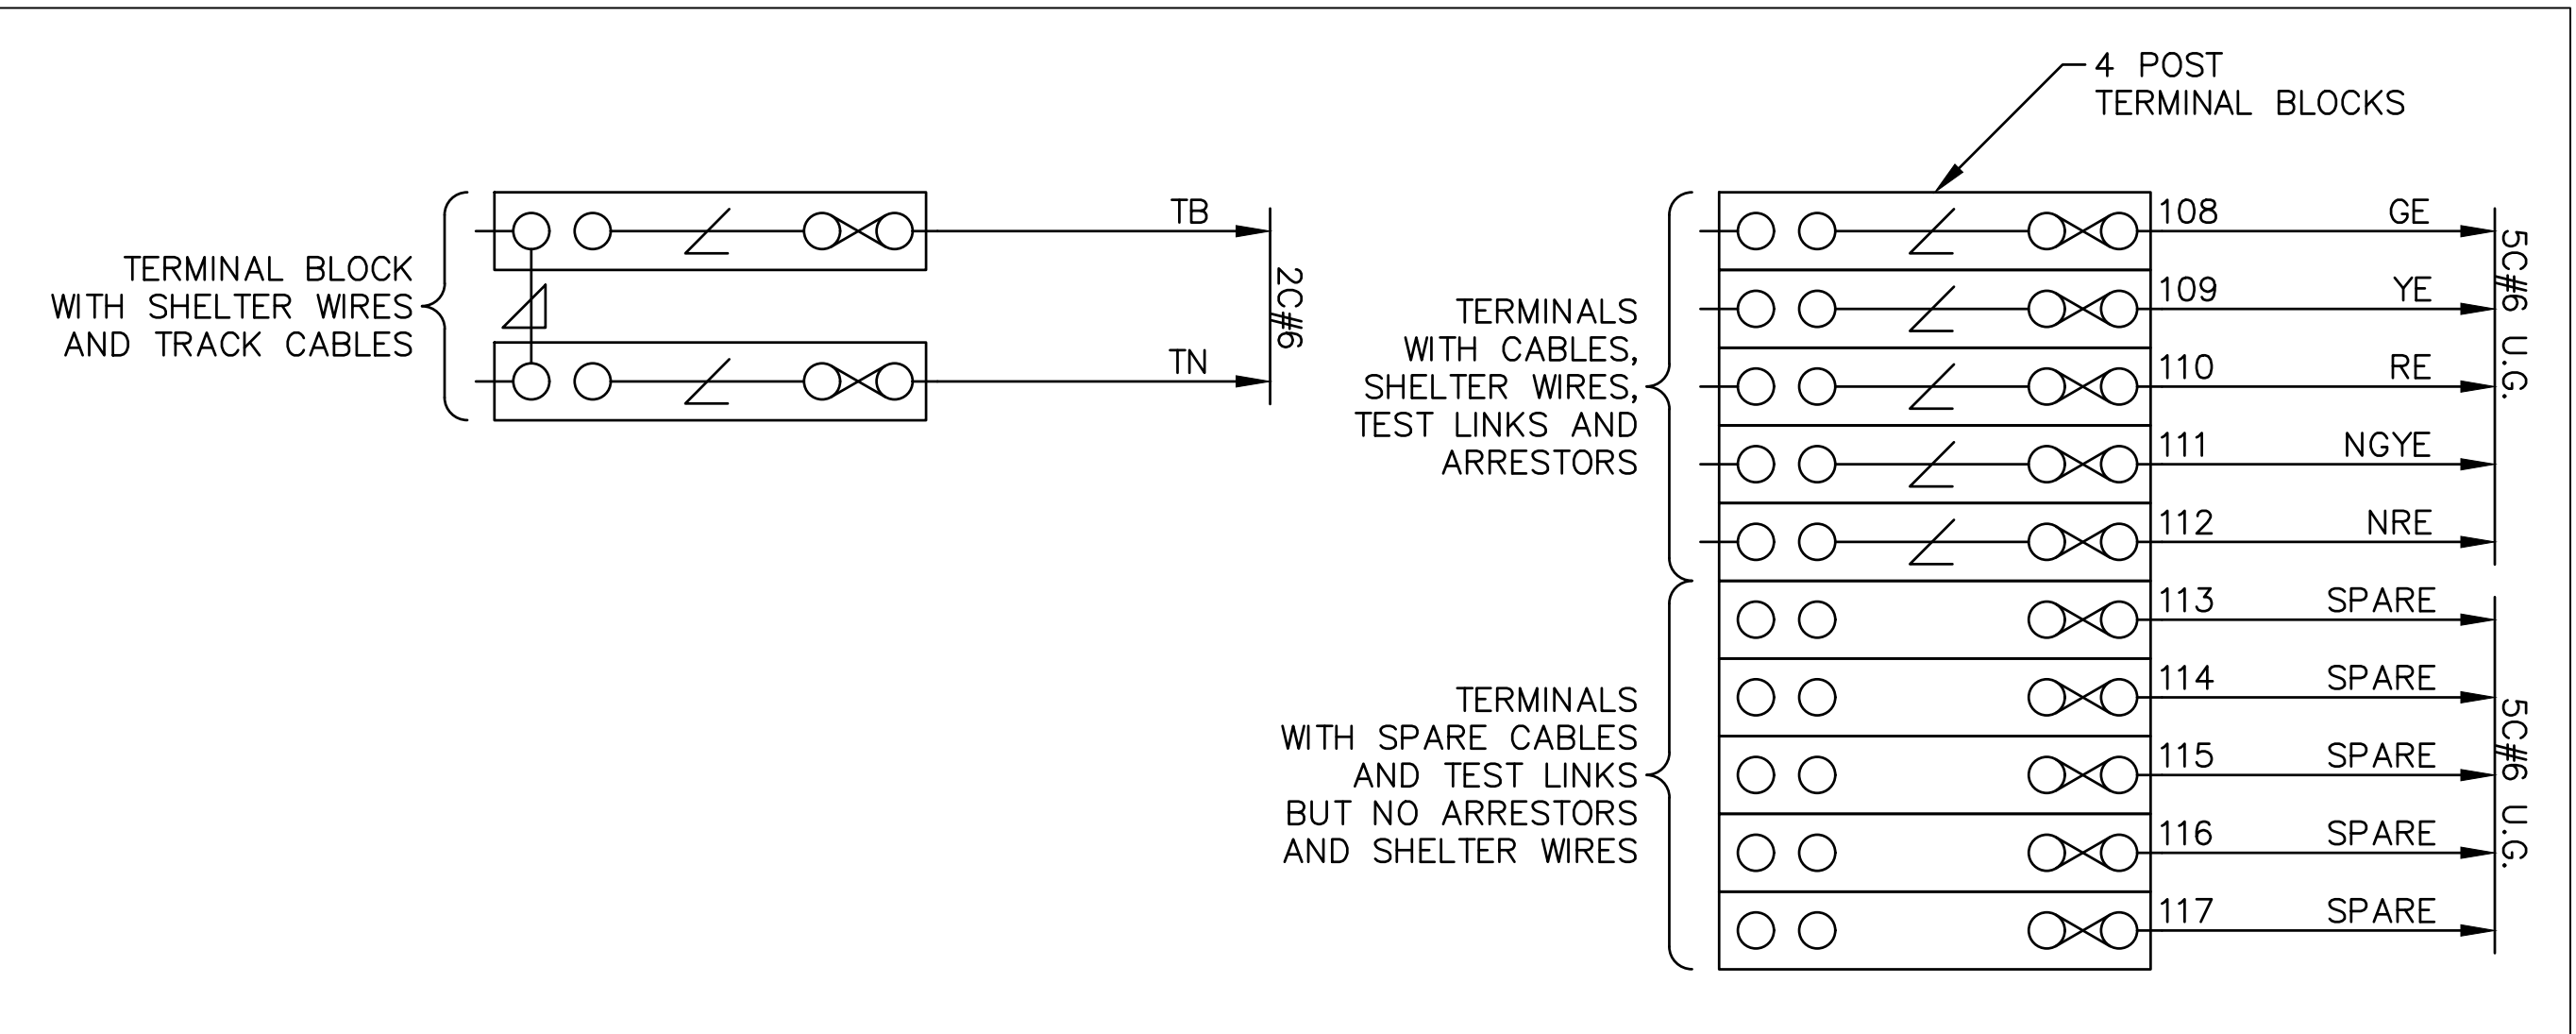 4 POST
TERMINAL BLOCKS
TERMINAL BLOCK
WITH SHELTER WIRES
AND TRACK CABLES
TB
TN
2C#6
TERMINALS
WITH CABLES,
SHELTER WIRES,
TEST LINKS AND
ARRESTORS
108 GE
109 YE
110 RE
111 NGYE
112 NRE
5C#6 U.G.
TERMINALS
WITH SPARE CABLES
AND TEST LINKS
BUT NO ARRESTORS
AND SHELTER WIRES
113 SPARE
114 SPARE
115 SPARE
116 SPARE
117 SPARE
5C#6 U.G.